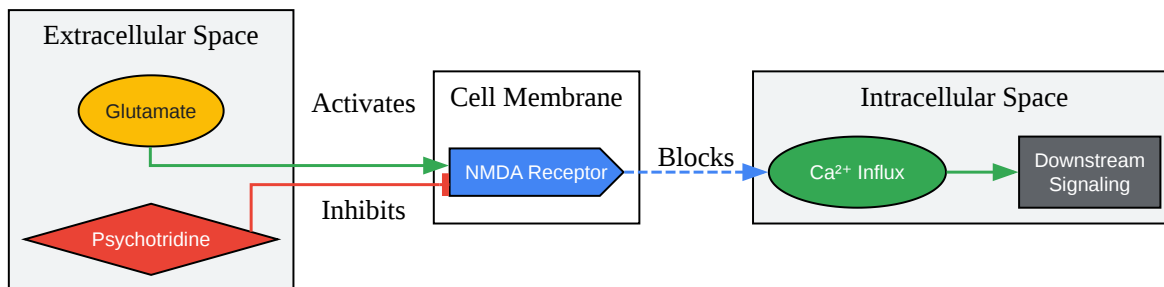 Extracellular Space
Glutamate
Activates
Cell Membrane
NMDA Receptor
Inhibits
Psychotridine
Blocks
Intracellular Space
Ca²⁺ Influx
Downstream
Signaling